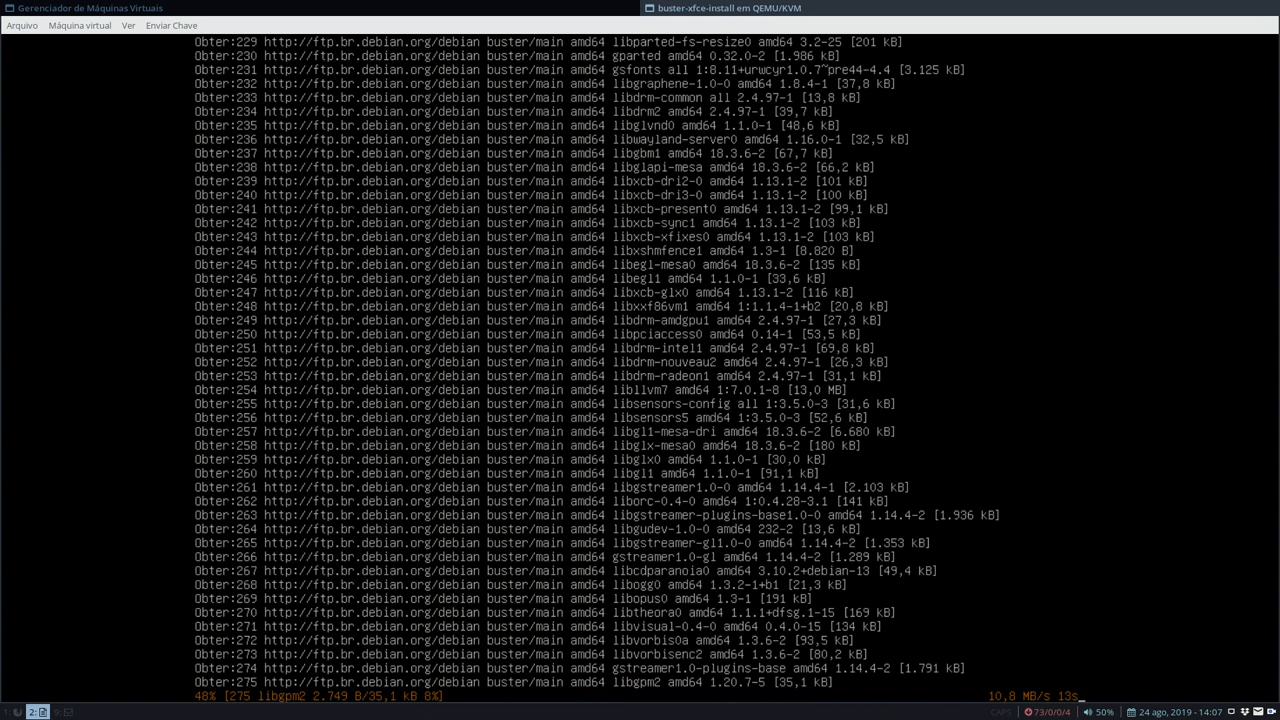 Gerenciador de Máquinas Virtuais
buster-xfce-install em QEMU/KVM
Arquivo Máquina virtual Ver Enviar Chave
Obter:229 http://ftp.br.debian.org/debian buster/main amd64 libparted-fs-resize0 amd64 3.2-25 [201 kB]
Obter:230 http://ftp.br.debian.org/debian buster/main amd64 gparted amd64 0.32.0-2 [1.986 kB]
Obter:231 http://ftp.br.debian.org/debian buster/main amd64 gsfonts all 1:8.11+urwcyr1.0.7~pre44-4.4 [3.125 kB]
Obter:232 http://ftp.br.debian.org/debian buster/main amd64 libgraphene-1.0-0 amd64 1.8.4-1 [37,8 kB]
Obter:233 http://ftp.br.debian.org/debian buster/main amd64 libdrm-common all 2.4.97-1 [13,8 kB]
Obter:234 http://ftp.br.debian.org/debian buster/main amd64 libdrm2 amd64 2.4.97-1 [39,7 kB]
Obter:235 http://ftp.br.debian.org/debian buster/main amd64 libglvnd0 amd64 1.1.0-1 [48,6 kB]
Obter:236 http://ftp.br.debian.org/debian buster/main amd64 libwayland-server0 amd64 1.16.0-1 [32,5 kB]
Obter:237 http://ftp.br.debian.org/debian buster/main amd64 libgbm1 amd64 18.3.6-2 [67,7 kB]
Obter:238 http://ftp.br.debian.org/debian buster/main amd64 libglapi-mesa amd64 18.3.6-2 [66,2 kB]
Obter:239 http://ftp.br.debian.org/debian buster/main amd64 libxcb-dri2-0 amd64 1.13.1-2 [101 kB]
Obter:240 http://ftp.br.debian.org/debian buster/main amd64 libxcb-dri3-0 amd64 1.13.1-2 [100 kB]
Obter:241 http://ftp.br.debian.org/debian buster/main amd64 libxcb-present0 amd64 1.13.1-2 [99,1 kB]
Obter:242 http://ftp.br.debian.org/debian buster/main amd64 libxcb-sync1 amd64 1.13.1-2 [103 kB]
Obter:243 http://ftp.br.debian.org/debian buster/main amd64 libxcb-xfixes0 amd64 1.13.1-2 [103 kB]
Obter:244 http://ftp.br.debian.org/debian buster/main amd64 libxshmfence1 amd64 1.3-1 [8.820 B]
Obter:245 http://ftp.br.debian.org/debian buster/main amd64 libegl-mesa0 amd64 18.3.6-2 [135 kB]
Obter:246 http://ftp.br.debian.org/debian buster/main amd64 libegl1 amd64 1.1.0-1 [33,6 kB]
Obter:247 http://ftp.br.debian.org/debian buster/main amd64 libxcb-glx0 amd64 1.13.1-2 [116 kB]
Obter:248 http://ftp.br.debian.org/debian buster/main amd64 libxxf86vm1 amd64 1:1.1.4-1+b2 [20,8 kB]
Obter:249 http://ftp.br.debian.org/debian buster/main amd64 libdrm-amdgpu1 amd64 2.4.97-1 [27,3 kB]
Obter:250 http://ftp.br.debian.org/debian buster/main amd64 libpciaccess0 amd64 0.14-1 [53,5 kB]
Obter:251 http://ftp.br.debian.org/debian buster/main amd64 libdrm-intel1 amd64 2.4.97-1 [69,8 kB]
Obter:252 http://ftp.br.debian.org/debian buster/main amd64 libdrm-nouveau2 amd64 2.4.97-1 [26,3 kB]
Obter:253 http://ftp.br.debian.org/debian buster/main amd64 libdrm-radeon1 amd64 2.4.97-1 [31,1 kB]
Obter:254 http://ftp.br.debian.org/debian buster/main amd64 libllvm7 amd64 1:7.0.1-8 [13,0 MB]
Obter:255 http://ftp.br.debian.org/debian buster/main amd64 libsensors-config all 1:3.5.0-3 [31,6 kB]
Obter:256 http://ftp.br.debian.org/debian buster/main amd64 libsensors5 amd64 1:3.5.0-3 [52,6 kB]
Obter:257 http://ftp.br.debian.org/debian buster/main amd64 libgl1-mesa-dri amd64 18.3.6-2 [6.680 kB]
Obter:258 http://ftp.br.debian.org/debian buster/main amd64 libglx-mesa0 amd64 18.3.6-2 [180 kB]
Obter:259 http://ftp.br.debian.org/debian buster/main amd64 libglx0 amd64 1.1.0-1 [30,0 kB]
Obter:260 http://ftp.br.debian.org/debian buster/main amd64 libgl1 amd64 1.1.0-1 [91,1 kB]
Obter:261 http://ftp.br.debian.org/debian buster/main amd64 libgstreamer1.0-0 amd64 1.14.4-1 [2.103 kB]
Obter:262 http://ftp.br.debian.org/debian buster/main amd64 liborc-0.4-0 amd64 1:0.4.28-3.1 [141 kB]
Obter:263 http://ftp.br.debian.org/debian buster/main amd64 libgstreamer-plugins-base1.0-0 amd64 1.14.4-2 [1.936 kB]
Obter:264 http://ftp.br.debian.org/debian buster/main amd64 libgudev-1.0-0 amd64 232-2 [13,6 kB]
Obter:265 http://ftp.br.debian.org/debian buster/main amd64 libgstreamer-gl1.0-0 amd64 1.14.4-2 [1.353 kB]
Obter:266 http://ftp.br.debian.org/debian buster/main amd64 gstreamer1.0-gl amd64 1.14.4-2 [1.289 kB]
Obter:267 http://ftp.br.debian.org/debian buster/main amd64 libcdparanoia0 amd64 3.10.2+debian-13 [49,4 kB]
Obter:268 http://ftp.br.debian.org/debian buster/main amd64 libogg0 amd64 1.3.2-1+b1 [21,3 kB]
Obter:269 http://ftp.br.debian.org/debian buster/main amd64 libopus0 amd64 1.3-1 [191 kB]
Obter:270 http://ftp.br.debian.org/debian buster/main amd64 libtheora0 amd64 1.1.1+dfsg.1-15 [169 kB]
Obter:271 http://ftp.br.debian.org/debian buster/main amd64 libvisual-0.4-0 amd64 0.4.0-15 [134 kB]
Obter:272 http://ftp.br.debian.org/debian buster/main amd64 libvorbis0a amd64 1.3.6-2 [93,5 kB]
Obter:273 http://ftp.br.debian.org/debian buster/main amd64 libvorbisenc2 amd64 1.3.6-2 [80,2 kB]
Obter:274 http://ftp.br.debian.org/debian buster/main amd64 gstreamer1.0-plugins-base amd64 1.14.4-2 [1.791 kB]
Obter:275 http://ftp.br.debian.org/debian buster/main amd64 libgpm2 amd64 1.20.7-5 [35,1 kB]
48% [275 libgpm2 2.749 B/35,1 kB 8%] 10,8 MB/s 13s_
1: 2: 9: CAPS 73/0/0/4 50% 24 ago, 2019 - 14:07